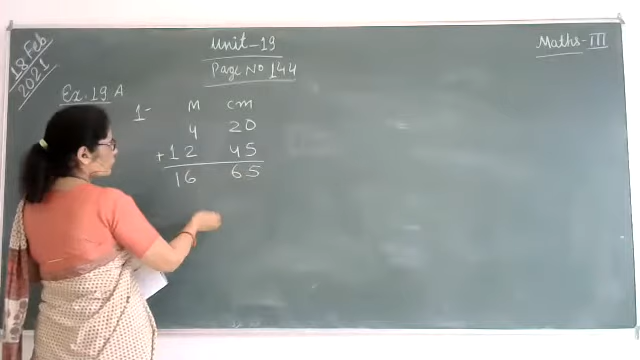 18 Feb
2021
Unit-19
Page No 144
Maths-III
Ex. 19 A
1-
M cm
4 20
+12 45
16 65